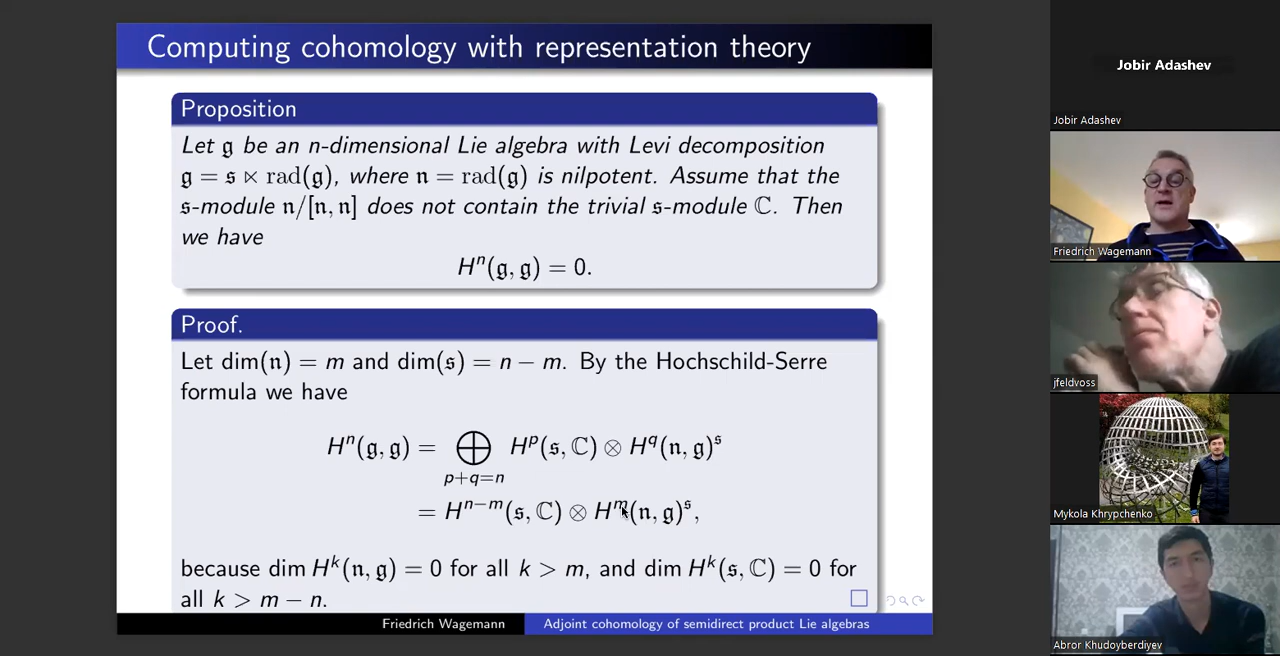 Computing cohomology with representation theory
Proposition
Let 𝔤 be an n-dimensional Lie algebra with Levi decomposition
𝔤 = 𝔰 ⋉ rad(𝔤), where 𝔫 = rad(𝔤) is nilpotent. Assume that the
𝔰-module 𝔫/[𝔫, 𝔫] does not contain the trivial 𝔰-module ℂ. Then
we have
Hⁿ(𝔤, 𝔤) = 0.
Proof.
Let dim(𝔫) = m and dim(𝔰) = n − m. By the Hochschild-Serre
formula we have
Hⁿ(𝔤, 𝔤) = ⊕ Hᵖ(𝔰, ℂ) ⊗ H^q(𝔫, 𝔤)^𝔰
p+q=n
= Hⁿ⁻ᵐ(𝔰, ℂ) ⊗ Hᵐ(𝔫, 𝔤)^𝔰,
because dim Hᵏ(𝔫, 𝔤) = 0 for all k > m, and dim Hᵏ(𝔰, ℂ) = 0 for
all k > m − n.
Friedrich Wagemann Adjoint cohomology of semidirect product Lie algebras
Jobir Adashev
Jobir Adashev
Friedrich Wagemann
jfeldvoss
Mykola Khrypchenko
Abror Khudoyberdiyev